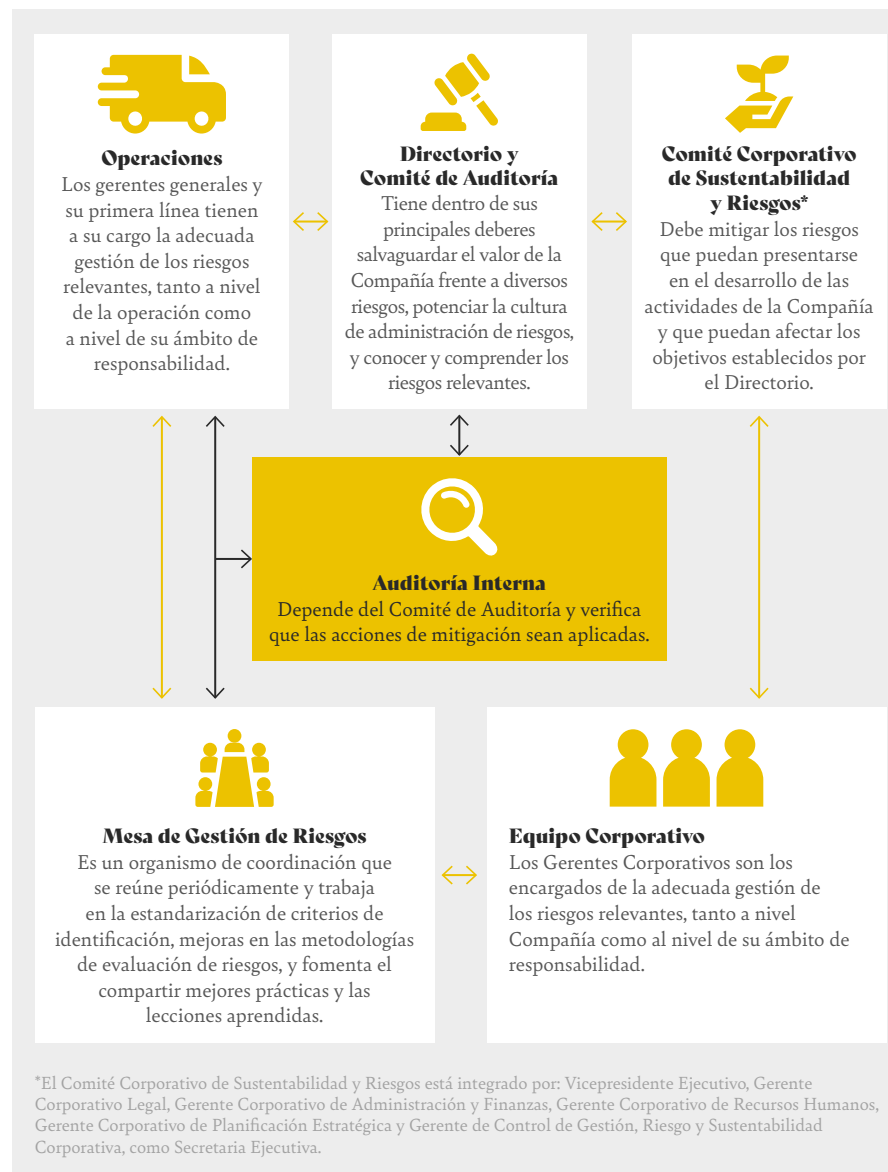 Operaciones
Los gerentes generales y
su primera línea tienen
a su cargo la adecuada
gestión de los riesgos
relevantes, tanto a nivel
de la operación como
a nivel de su ámbito de
responsabilidad.
Directorio y
Comité de Auditoría
Tiene dentro de sus
principales deberes
salvaguardar el valor de la
Compañía frente a diversos
riesgos, potenciar la cultura
de administración de riesgos,
y conocer y comprender los
riesgos relevantes.
Comité Corporativo
de Sustentabilidad
y Riesgos*
Debe mitigar los riesgos
que puedan presentarse
en el desarrollo de las
actividades de la Compañía
y que puedan afectar los
objetivos establecidos por
el Directorio.
Auditoría Interna
Depende del Comité de Auditoría y verifica
que las acciones de mitigación sean aplicadas.
Mesa de Gestión de Riesgos
Es un organismo de coordinación que
se reúne periódicamente y trabaja
en la estandarización de criterios de
identificación, mejoras en las metodologías
de evaluación de riesgos, y fomenta el
compartir mejores prácticas y las
lecciones aprendidas.
Equipo Corporativo
Los Gerentes Corporativos son los
encargados de la adecuada gestión de
los riesgos relevantes, tanto a nivel
Compañía como al nivel de su ámbito de
responsabilidad.
*El Comité Corporativo de Sustentabilidad y Riesgos está integrado por: Vicepresidente Ejecutivo, Gerente
Corporativo Legal, Gerente Corporativo de Administración y Finanzas, Gerente Corporativo de Recursos Humanos,
Gerente Corporativo de Planificación Estratégica y Gerente de Control de Gestión, Riesgo y Sustentabilidad
Corporativa, como Secretaria Ejecutiva.